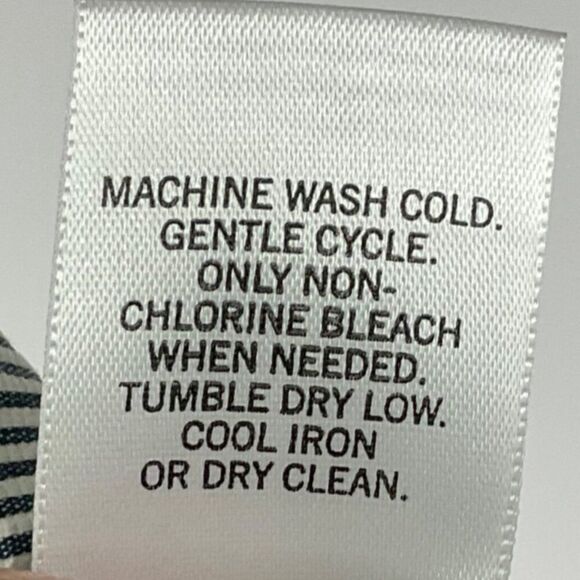 MACHINE WASH COLD.
GENTLE CYCLE.
ONLY NON-
CHLORINE BLEACH
WHEN NEEDED.
TUMBLE DRY LOW.
COOL IRON
OR DRY CLEAN.